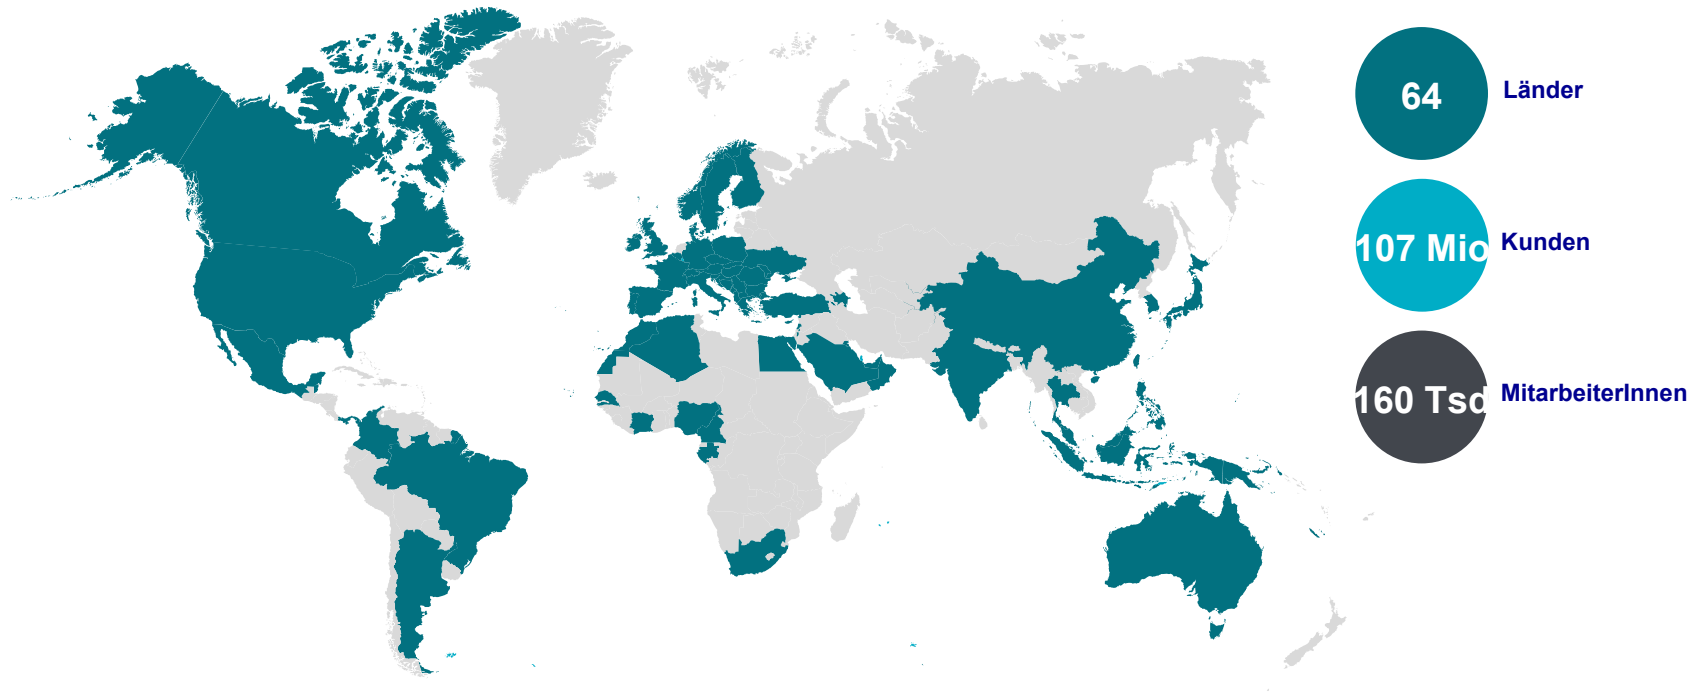 64
Länder
107 Mio
Kunden
160 Tsd
MitarbeiterInnen